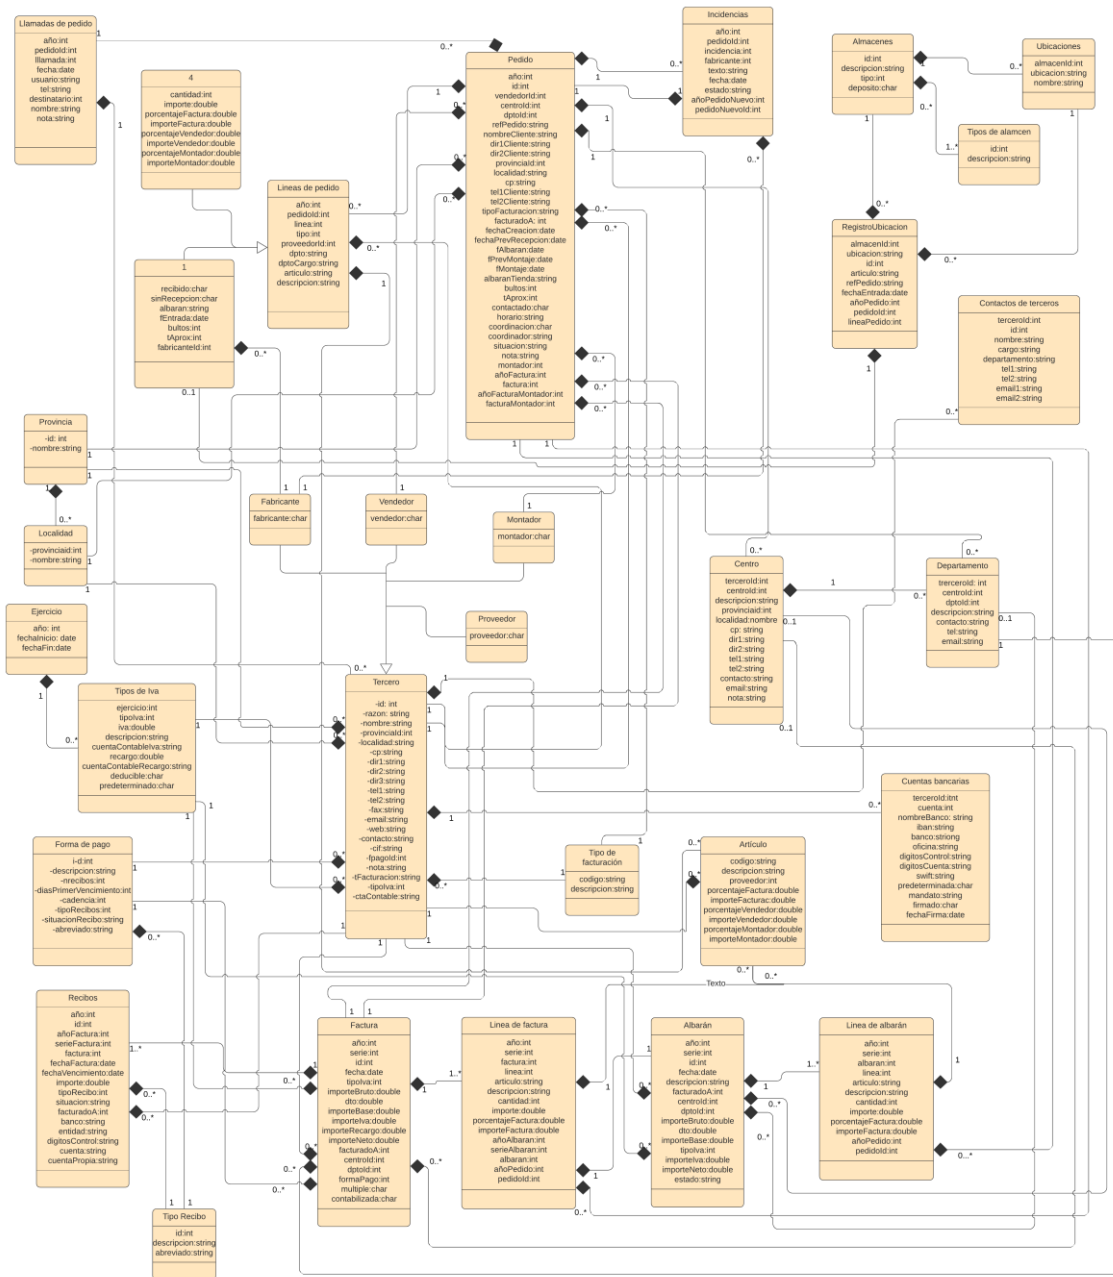 Llamadas de pedido
año:int
pedidoId:int
lllamada:int
fecha:date
usuario:string
tel:string
destinatario:int
nombre:string
nota:string
4
cantidad:int
importe:double
porcentajeFactura:double
importeFactura:double
porcentajeVendedor:double
importeVendedor:double
porcentajeMontador:double
importeMontador:double
Lineas de pedido
año:int
pedidoId:int
linea:int
tipo:int
proveedorId:int
dpto:string
dptoCargo:string
articulo:string
descripcion:string
1
recibido:char
sinRecepcion:char
albaran:string
fEntrada:date
bultos:int
tAprox:int
fabricanteId:int
Pedido
año:int
id:int
vendedorId:int
centroId:int
dptoId:int
refPedido:string
nombreCliente:string
dir1Cliente:string
dir2Cliente:string
provinciaId:int
localidad:string
cp:string
tel1Cliente:string
tel2Cliente:string
tipoFacturacion:string
facturadoA: int
fechaCreacion:date
fechaPrevRecepcion:date
fAlbaran:date
fPrevMontaje:date
fMontaje:date
albaranTienda:string
bultos:int
tAprox:int
contactado:char
horario:string
coordinacion:char
coordinador:string
situacion:string
nota:string
montador:int
añoFactura:int
factura:int
añoFacturaMontador:int
facturaMontador:int
Incidencias
año:int
pedidoId:int
incidencia:int
fabricante:int
texto:string
fecha:date
estado:string
añoPedidoNuevo:int
pedidoNuevoId:int
Almacenes
id:int
descripcion:string
tipo:int
deposito:char
Ubicaciones
almacenId:int
ubicacion:string
nombre:string
Tipos de alamcen
id:int
descripcion:string
RegistroUbicacion
almacenId:int
ubicacion:string
id:int
articulo:string
refPedido:string
fechaEntrada:date
añoPedido:int
pedidoId:int
lineaPedido:int
Contactos de terceros
terceroId:int
id:int
nombre:string
cargo:string
departamento:string
tel1:string
tel2:string
email1:string
email2:string
Provincia
-id: int
-nombre:string
Localidad
-provinciaid:int
-nombre:string
Fabricante
fabricante:char
Vendedor
vendedor:char
Montador
montador:char
Proveedor
proveedor:char
Centro
terceroId:int
centroId:int
descripcion:string
provinciaid:int
localidad:nombre
cp: string
dir1:string
dir2:string
tel1:string
tel2:string
contacto:string
email:string
nota:string
Departamento
trerceroId: int
centroId:int
dptoId:int
descripcion:string
contacto:string
tel:string
email:string
Ejercicio
año: int
fechaInicio: date
fechaFin:date
Tipos de Iva
ejercicio:int
tipoIva:int
iva:double
descripcion:string
cuentaContableIva:string
recargo:double
cuentaContableRecargo:string
deducible:char
predeterminado:char
Tercero
-id: int
-razon: string
-nombre:string
-provinciaId:int
-localidad:string
-cp:string
-dir1:string
-dir2:string
-dir3:string
-tel1:string
-tel2:string
-fax:string
-email:string
-web:string
-contacto:string
-cif:string
-fpagoId:int
-nota:string
-tFacturacion:string
-tipoIva:int
-ctaContable:string
Cuentas bancarias
terceroId:itnt
cuenta:int
nombreBanco: string
iban:string
banco:striong
oficina:string
digitosControl:string
digitosCuenta:string
swift:string
predeterminada:char
mandato:string
firmado:char
fechaFirma:date
Forma de pago
i-d:int
-descripcion:string
-nrecibos:int
-diasPrimerVencimiento:int
-cadencia:int
-tipoRecibos:int
-situacionRecibo:string
-abreviado:string
Tipo de
facturación
codigo:string
descripcion:string
Artículo
codigo:string
descripcion:string
proveedor:int
porcentajeFactura:double
importeFacturac:double
porcentajeVendedor:double
importeVendedor:double
porcentajeMontador:double
importeMontador:double
Texto
Recibos
año:int
id:int
añoFactura:int
serieFactura:int
factura:int
fechaFactura:date
fechaVencimiento:date
importe:double
tipoRecibo:int
situacion:string
facturadoA:int
banco:string
entidad:string
digitosControl:string
cuenta:string
cuentaPropia:string
Tipo Recibo
id:int
descripcion:string
abreviado:string
Factura
año:int
serie:int
id:int
fecha:date
tipoIva:int
importeBruto:double
dto:double
importeBase:double
importeIva:double
importeRecargo:double
importeNeto:double
facturadoA:int
centroId:int
dptoId:int
formaPago:int
multiple:char
contabilizada:char
Linea de factura
año:int
serie:int
factura:int
linea:int
articulo:string
descripcion:string
cantidad:int
importe:double
porcentajeFactura:double
importeFactura:double
añoAlbaran:int
serieAlbaran:int
albaran:int
añoPedido:int
pedidoId:int
Albarán
año:int
serie:int
id:int
fecha:date
descripcion:string
facturadoA:int
centroId:int
dptoId:int
importeBruto:double
dto:double
importeBase:double
tipoIva:int
importeIva:double
importeNeto:double
estado:string
Linea de albarán
año:int
serie:int
albaran:int
linea:int
articulo:string
descripcion:string
cantidad:int
importe:double
porcentajeFactura:double
importeFactura:double
añoPedido:int
pedidoId:int